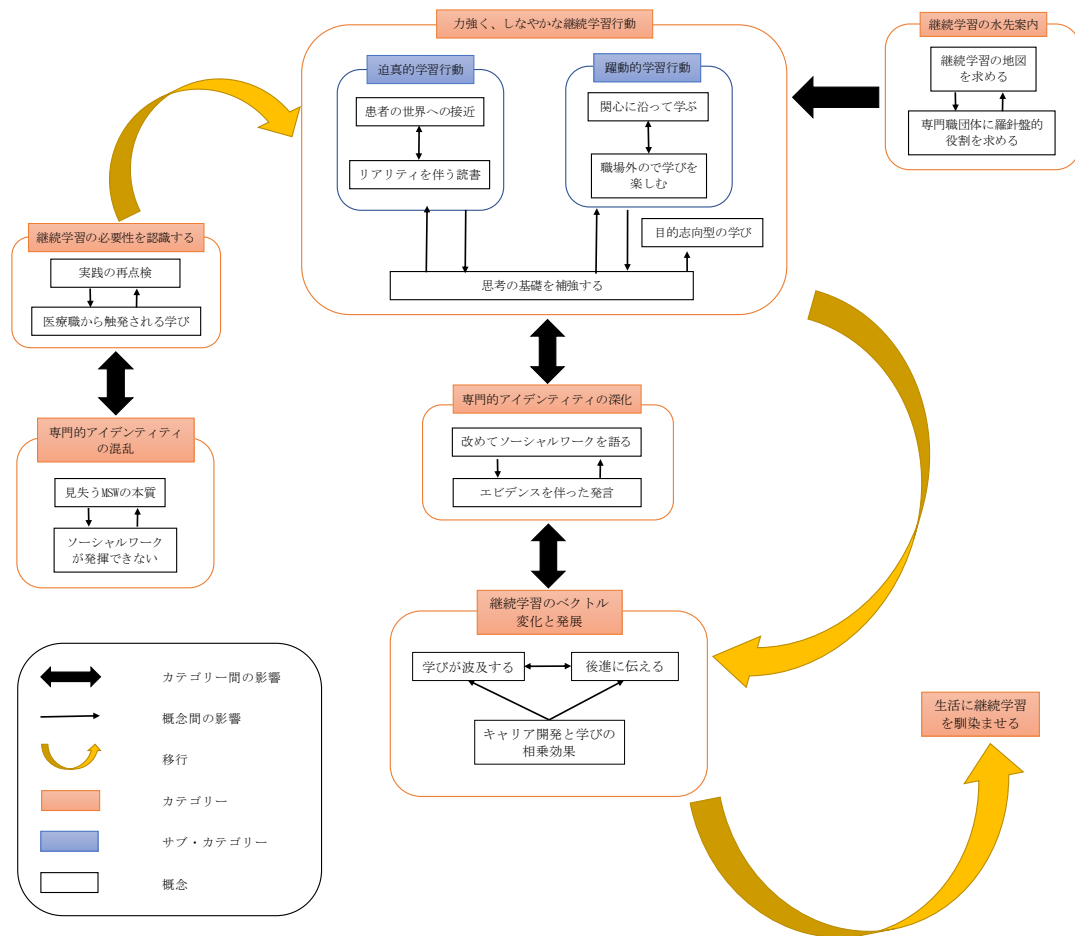 力強く、しなやかな継続学習行動
迫真的学習行動
患者の世界への接近
リアリティを伴う読書
躍動的学習行動
関心に沿って学ぶ
職場外ので学びを
楽しむ
目的志向型の学び
思考の基礎を補強する
継続学習の水先案内
継続学習の地図
を求める
専門職団体に羅針盤的
役割を求める
継続学習の必要性を認識する
実践の再点検
医療職から触発される学び
専門的アイデンティティ
の混乱
見失うMSWの本質
ソーシャルワーク
が発揮できない
専門的アイデンティティの深化
改めてソーシャルワークを語る
エビデンスを伴った発言
継続学習のベクトル
変化と発展
学びが波及する
後進に伝える
キャリア開発と学びの
相乗効果
生活に継続学習
を馴染ませる
カテゴリー間の影響
概念間の影響
移行
カテゴリー
サブ・カテゴリー
概念